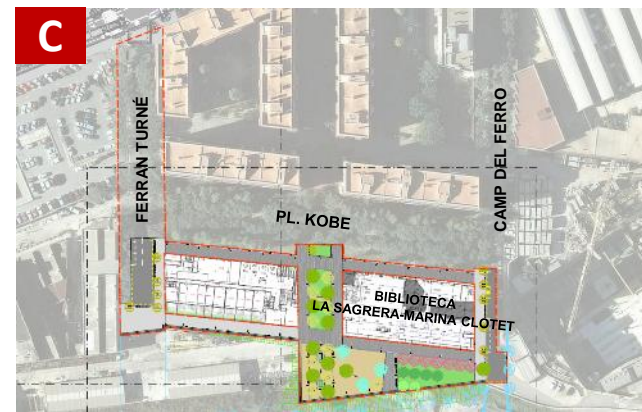 C
FERRAN TURNÉ
CAMP DEL FERRO
PL. KOBE
BIBLIOTECA
LA SAGRERA-MARINA CLOTET